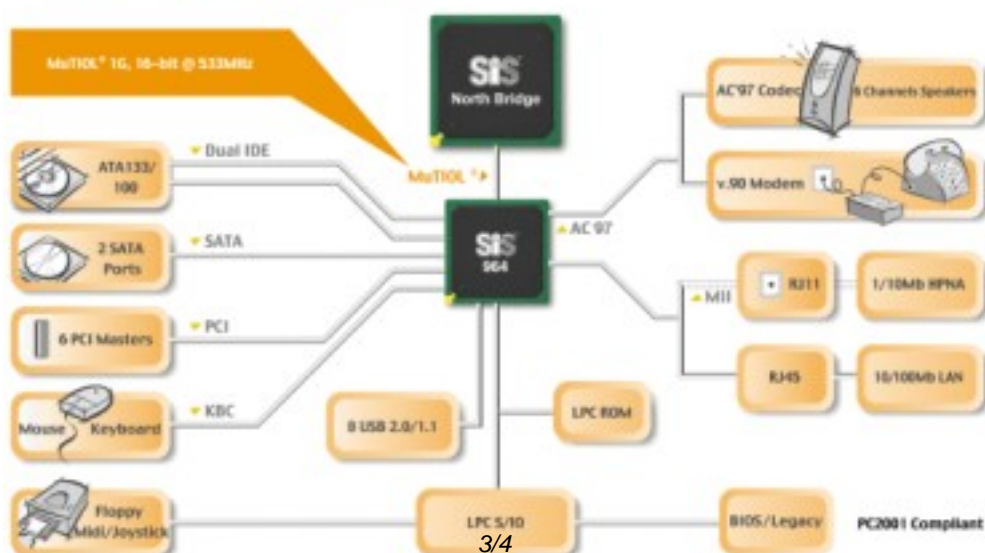 MuTIOL® 1G, 16-bit @ 533MHz
SiS
North Bridge
MuTIOL®
AC'97 Codec
6 Channels Speakers
v.90 Modem
Dual IDE
ATA133/
100
SATA
2 SATA
Ports
SiS
964
AC 97
MII
RJ11
1/10Mb HPNA
PCI
6 PCI Masters
RJ45
10/100Mb LAN
KBC
Mouse
Keyboard
8 USB 2.0/1.1
LPC ROM
Floppy
Midi/Joystick
LPC S/IO
BIOS/Legacy
PC2001 Compliant
3/4